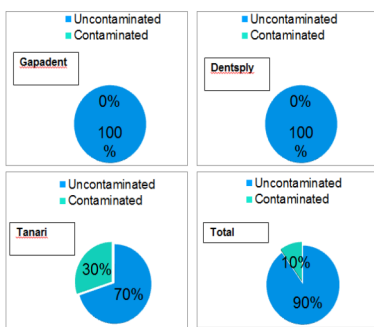 Uncontaminated
Contaminated
Gapadent
0%
100
%
Uncontaminated
Contaminated
Dentsply
0%
100
%
Uncontaminated
Contaminated
Tanari
30%
70%
Uncontaminated
Contaminated
Total
10%
90%